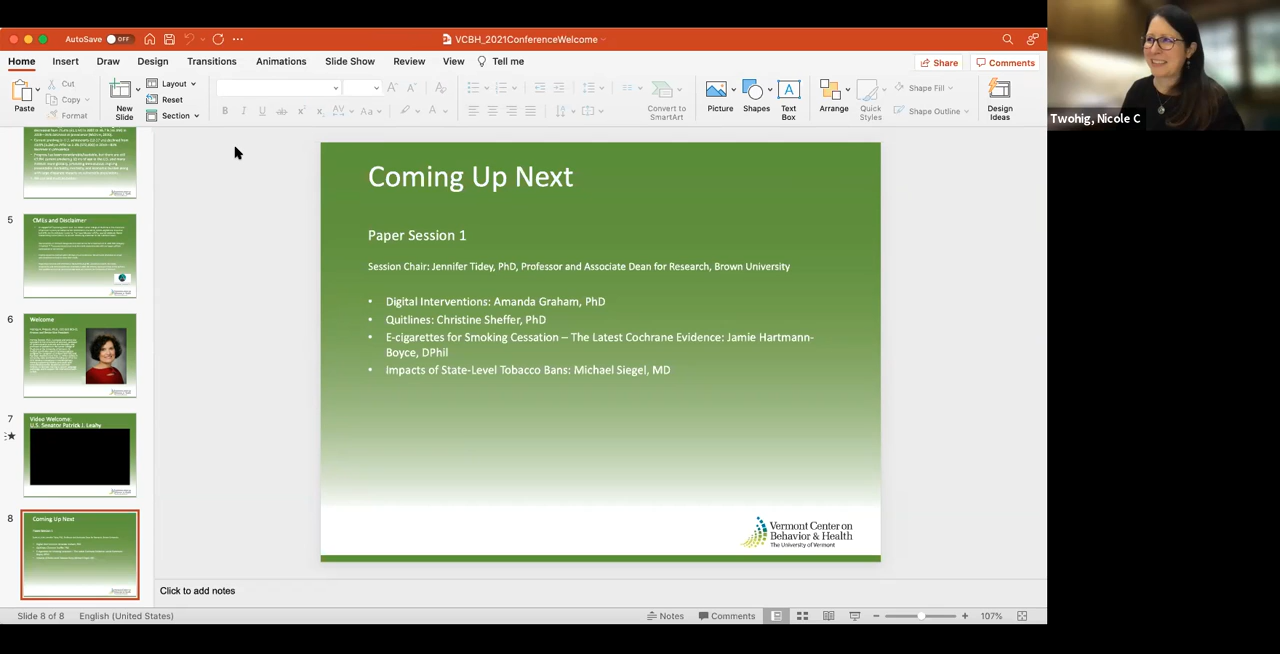 AutoSave OFF
VCBH_2021ConferenceWelcome
Home Insert Draw Design Transitions Animations Slide Show Review View Tell me
Share Comments
Paste
Cut
Copy
Format
New
Slide
Layout
Reset
Section
Convert to
SmartArt
Picture
Shapes
Text
Box
Arrange
Quick
Styles
Shape Fill
Shape Outline
Design
Ideas
Twohig, Nicole C
5
CMEs and Disclaimer
6
Welcome
7
Video Welcome:
U.S. Senator Patrick J. Leahy
8
Coming Up Next
Coming Up Next
Paper Session 1
Session Chair: Jennifer Tidey, PhD, Professor and Associate Dean for Research, Brown University
• Digital Interventions: Amanda Graham, PhD
• Quitlines: Christine Sheffer, PhD
• E-cigarettes for Smoking Cessation – The Latest Cochrane Evidence: Jamie Hartmann-
Boyce, DPhil
• Impacts of State-Level Tobacco Bans: Michael Siegel, MD
Vermont Center on
Behavior & Health
The University of Vermont
Click to add notes
Slide 8 of 8 English (United States)
Notes Comments 107%